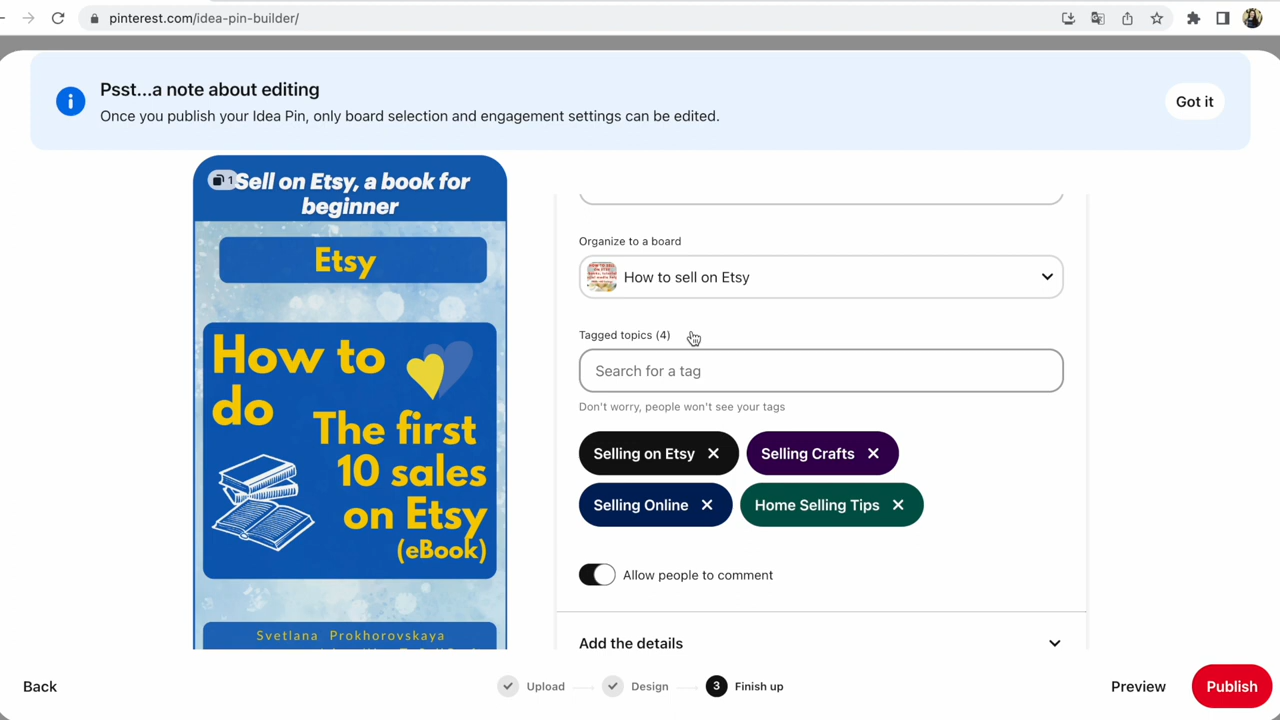 pinterest.com/idea-pin-builder/
Psst...a note about editing
Once you publish your Idea Pin, only board selection and engagement settings can be edited.
Got it
1
Sell on Etsy, a book for
beginner
Etsy
How to
do
The first
10 sales
on Etsy
(eBook)
Svetlana Prokhorovskaya
Organize to a board
How to sell on Etsy
Tagged topics (4)
Search for a tag
Don't worry, people won't see your tags
Selling on Etsy
Selling Crafts
Selling Online
Home Selling Tips
Allow people to comment
Add the details
Back
Upload
Design
3 Finish up
Preview
Publish